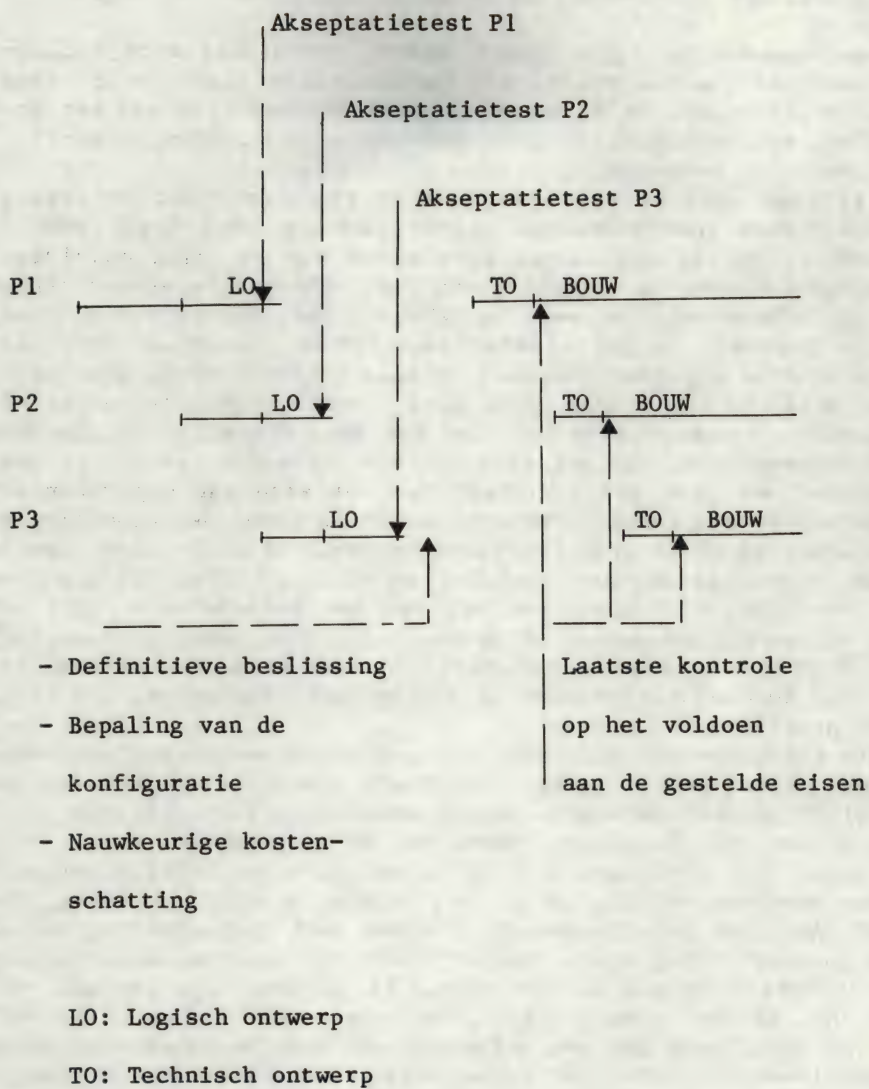 Akseptatietest P1
Akseptatietest P2
Akseptatietest P3
P1 LO TO BOUW
P2 LO TO BOUW
P3 LO TO BOUW
- Definitieve beslissing
- Bepaling van de
konfiguratie
- Nauwkeurige kosten-
schatting
Laatste kontrole
op het voldoen
aan de gestelde eisen
LO: Logisch ontwerp
TO: Technisch ontwerp